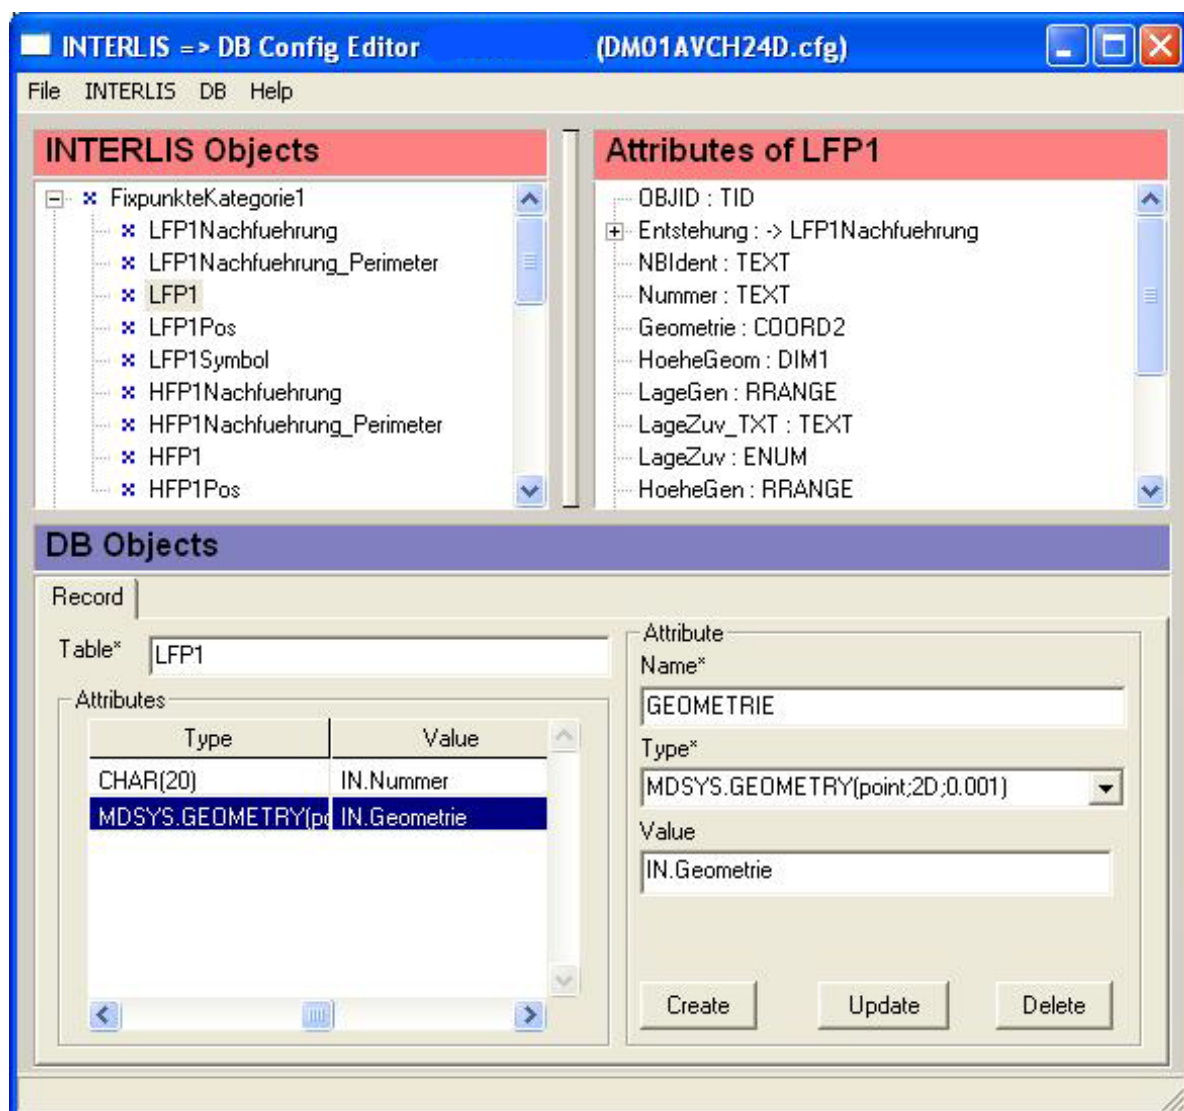 INTERLIS => DB Config Editor (DM01AVCH24D.cfg)
File INTERLIS DB Help
INTERLIS Objects
FixpunkteKategorie1
LFP1Nachfuehrung
LFP1Nachfuehrung_Perimeter
LFP1
LFP1Pos
LFP1Symbol
HFP1Nachfuehrung
HFP1Nachfuehrung_Perimeter
HFP1
HFP1Pos
Attributes of LFP1
OBJID : TID
Entstehung : -> LFP1Nachfuehrung
NBIdent : TEXT
Nummer : TEXT
Geometrie : COORD2
HoeheGeom : DIM1
LageGen : RRANGE
LageZuv_TXT : TEXT
LageZuv : ENUM
HoeheGen : RRANGE
DB Objects
Record
Table* LFP1
Attributes
Type Value
CHAR(20) IN.Nummer
MDSYS.GEOMETRY(po IN.Geometrie
Attribute
Name*
GEOMETRIE
Type*
MDSYS.GEOMETRY(point;2D;0.001)
Value
IN.Geometrie
Create Update Delete